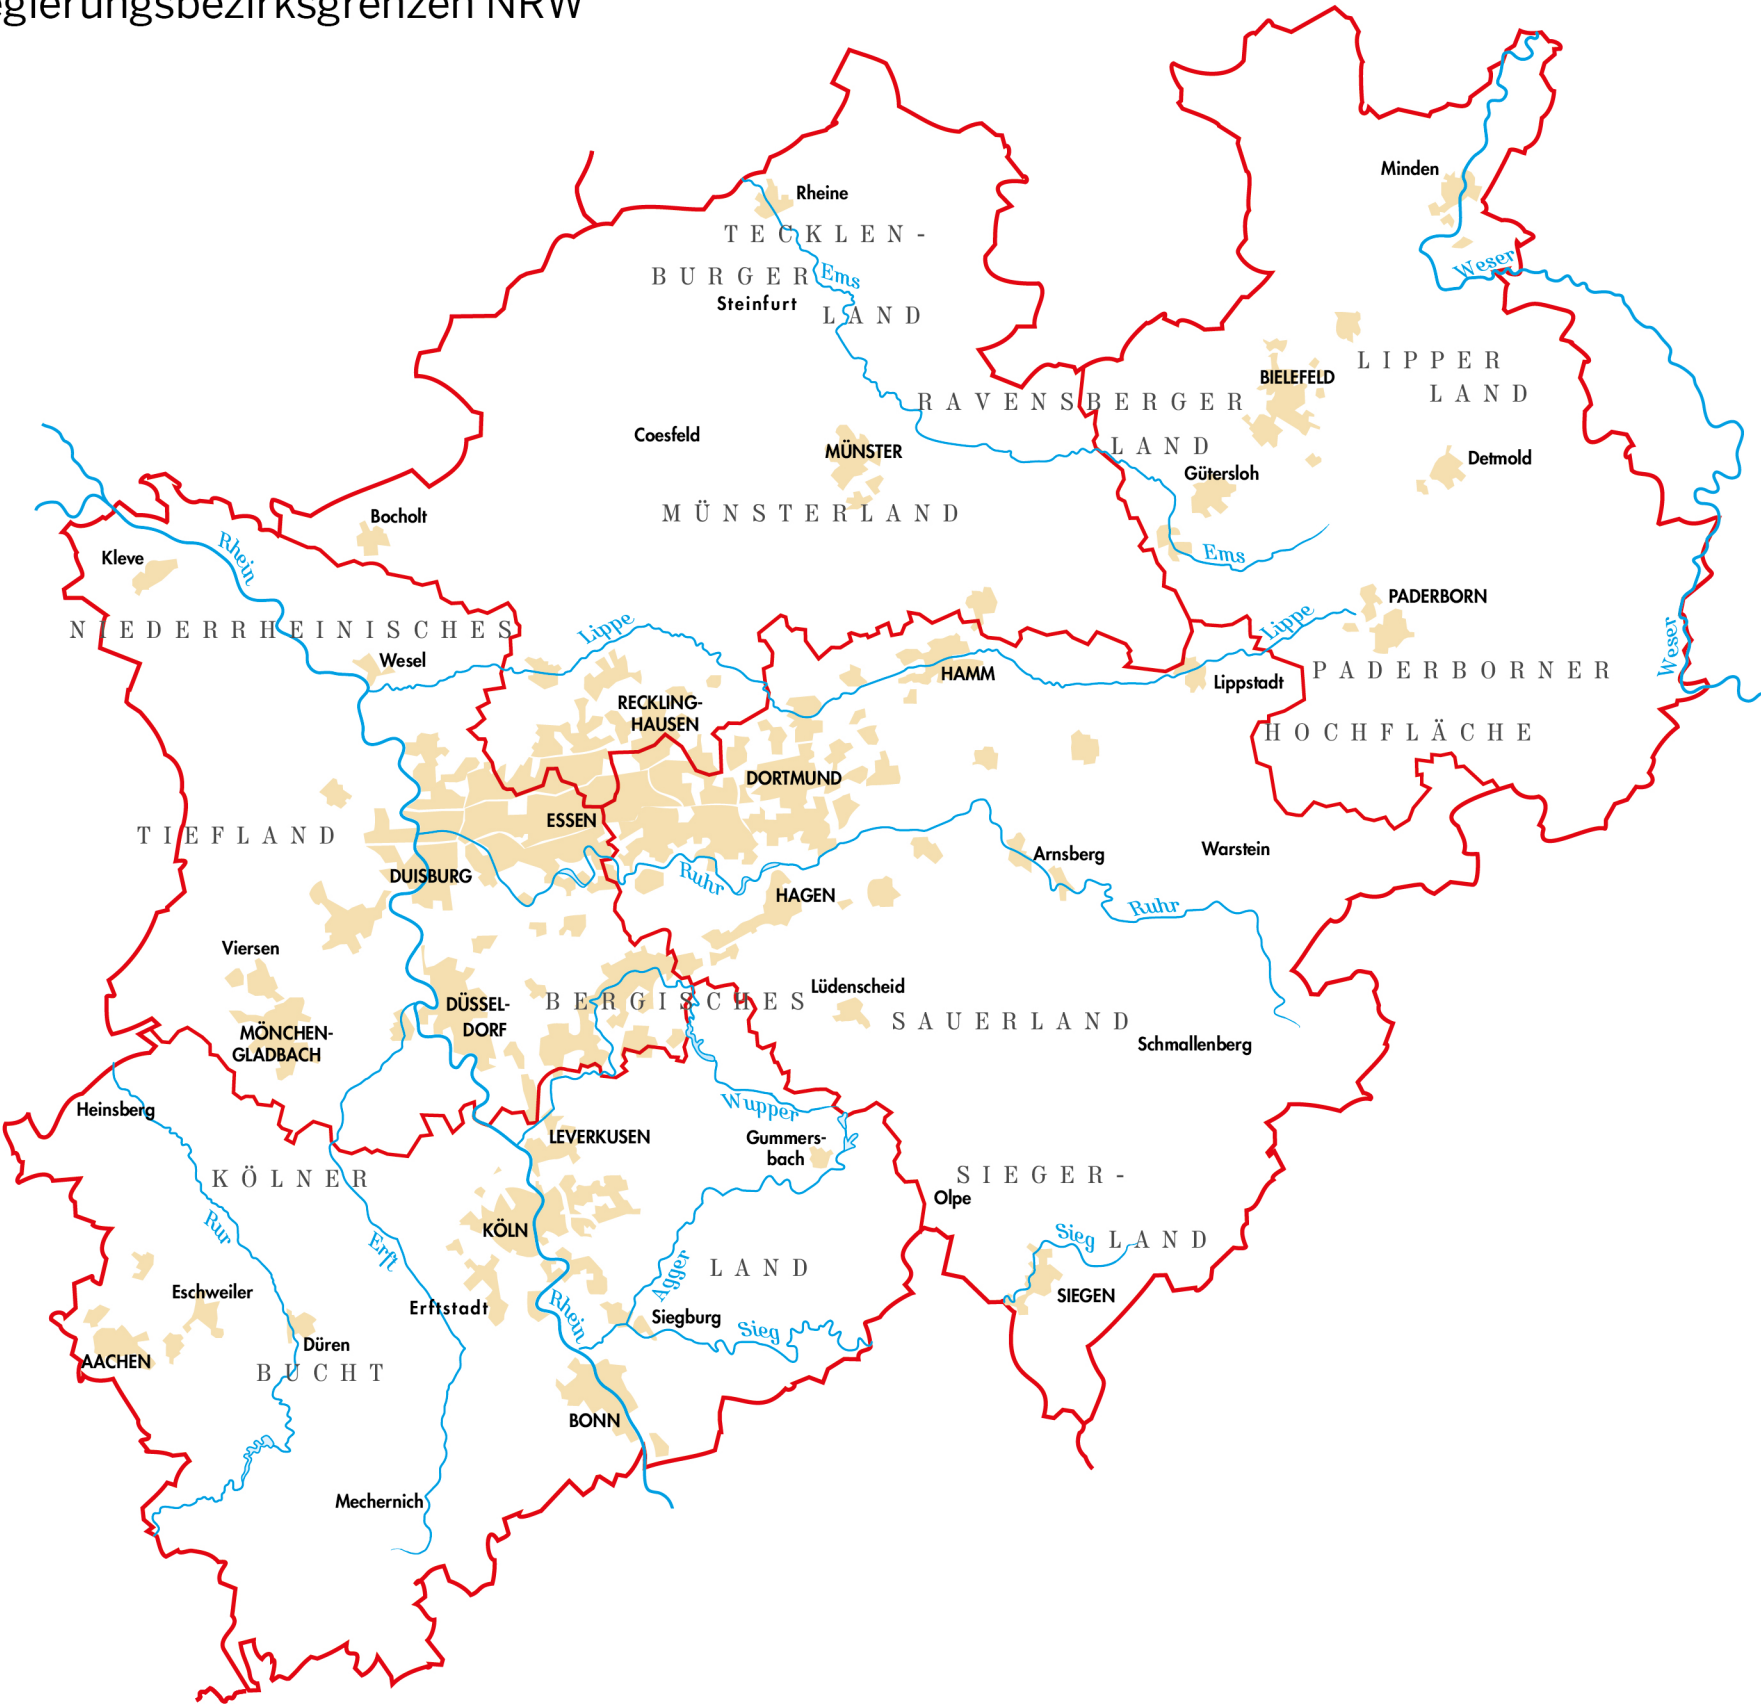 egierungsbezirksgrenzen NRW
Minden
Rheine
TECKLEN-
Weser
BURGER
Ems
Steinfurt
LAND
LIPPER
BIELEFELD
LAND
RAVENSBERGER
Coesfeld
LAND
MÜNSTER
Detmold
Gütersloh
MÜNSTERLAND
Bocholt
Kleve
Rhein
Ems
PADERBORN
NIEDERRHEINISCHES
Lippe
Lippe
Weser
Wesel
HAMM
Lippstadt
PADERBORNER
RECKLING-
HAUSEN
HOCHFLÄCHE
DORTMUND
ESSEN
TIEFLAND
Arnsberg
Warstein
DUISBURG
Ruhr
HAGEN
Ruhr
Viersen
Lüdenscheid
DÜSSEL-
DORF
BERGISCHES
SAUERLAND
MÖNCHEN-
GLADBACH
Schmallenberg
Heinsberg
Wupper
LEVERKUSEN
Gummers-
bach
KÖLNER
SIEGER-
Olpe
Rur
KÖLN
Erft
Sieg
LAND
Agger
LAND
Eschweiler
SIEGEN
Erftstadt
Rhein
Siegburg
Sieg
Düren
AACHEN
BUCHT
BONN
Mechernich